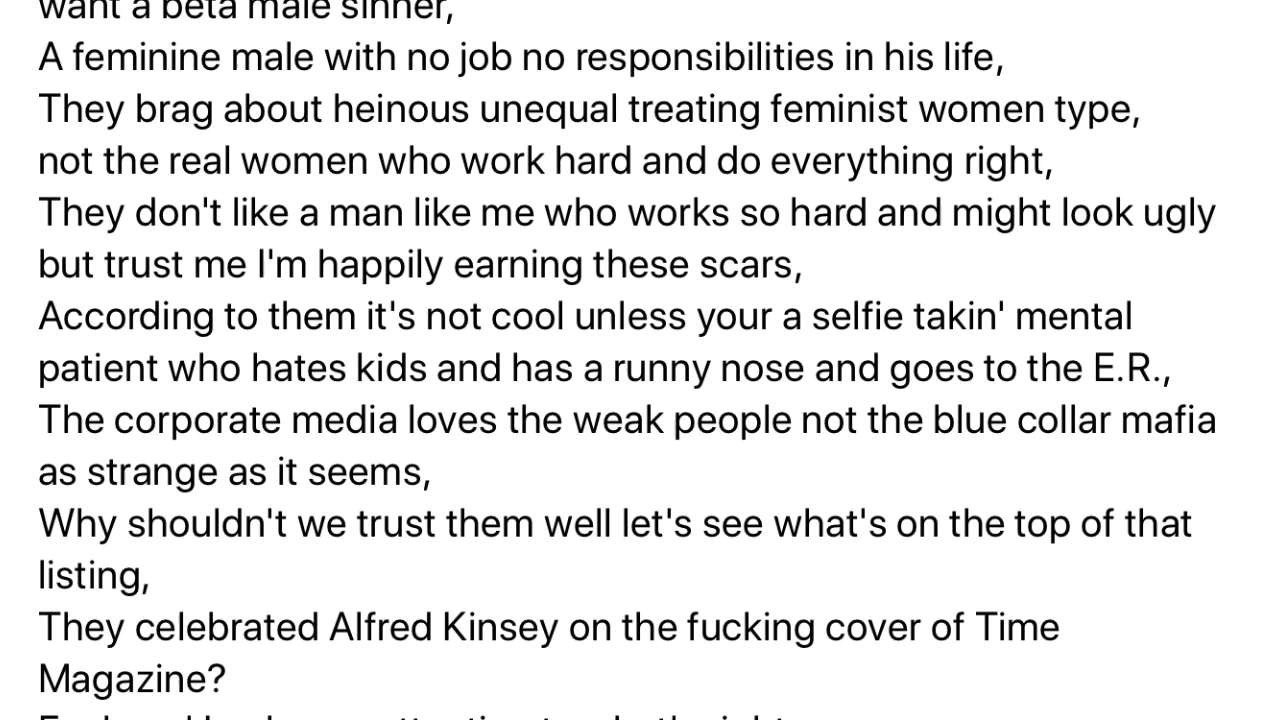 want a beta male sinner,
A feminine male with no job no responsibilities in his life,
They brag about heinous unequal treating feminist women type,
not the real women who work hard and do everything right,
They don't like a man like me who works so hard and might look ugly
but trust me I'm happily earning these scars,
According to them it's not cool unless your a selfie takin' mental
patient who hates kids and has a runny nose and goes to the E.R.,
The corporate media loves the weak people not the blue collar mafia
as strange as it seems,
Why shouldn't we trust them well let's see what's on the top of that
listing,
They celebrated Alfred Kinsey on the fucking cover of Time
Magazine?